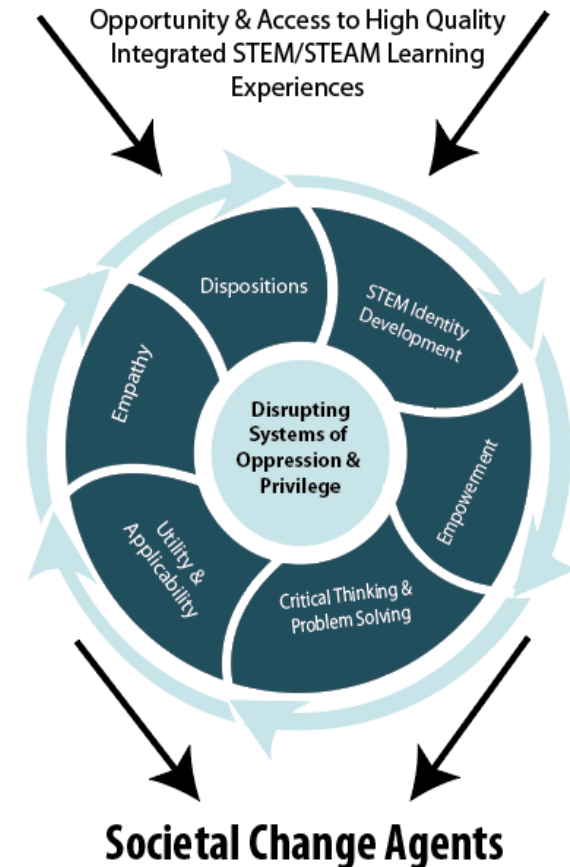 Opportunity & Access to High Quality
Integrated STEM/STEAM Learning
Experiences
Dispositions
STEM Identity
Development
Empathy
Disrupting
Systems of
Oppression &
Privilege
Empowerment
Utility &
Applicability
Critical Thinking &
Problem Solving
Societal Change Agents